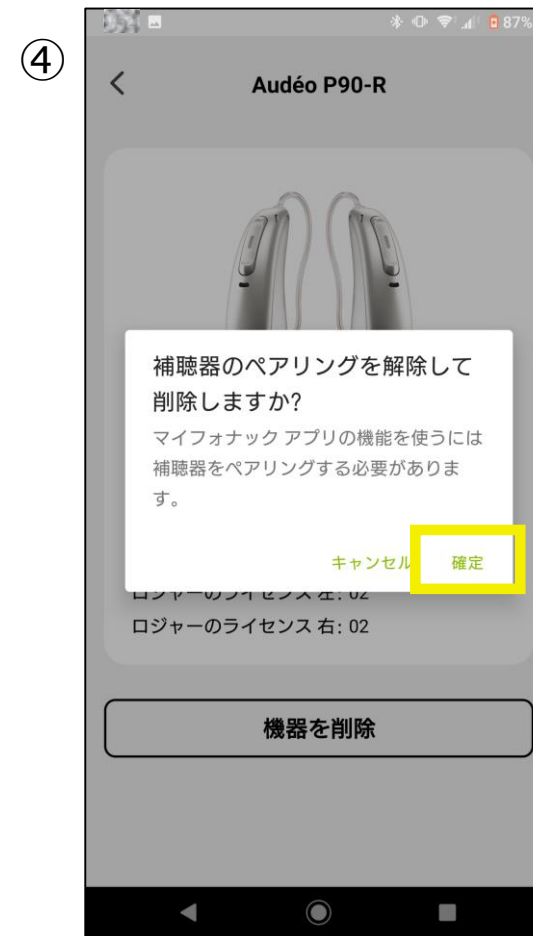 ④
87%
Audéo P90-R
補聴器のペアリングを解除して
削除しますか?
マイフォナック アプリの機能を使うには
補聴器をペアリングする必要がありま
す。
キャンセル
確定
ロジャーのライセンス 左: 02
ロジャーのライセンス 右: 02
機器を削除